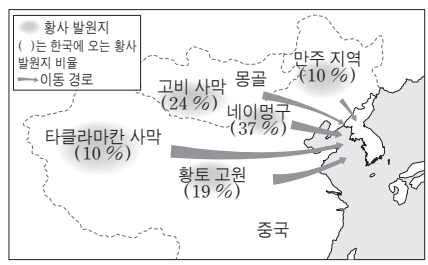 황사 발원지
( )는 한국에 오는 황사
발원지 비율
이동 경로
만주 지역
(10 %)
몽골
고비 사막
(24 %)
네이멍구
(37 %)
타클라마칸 사막
(10 %)
황토 고원
(19 %)
중국